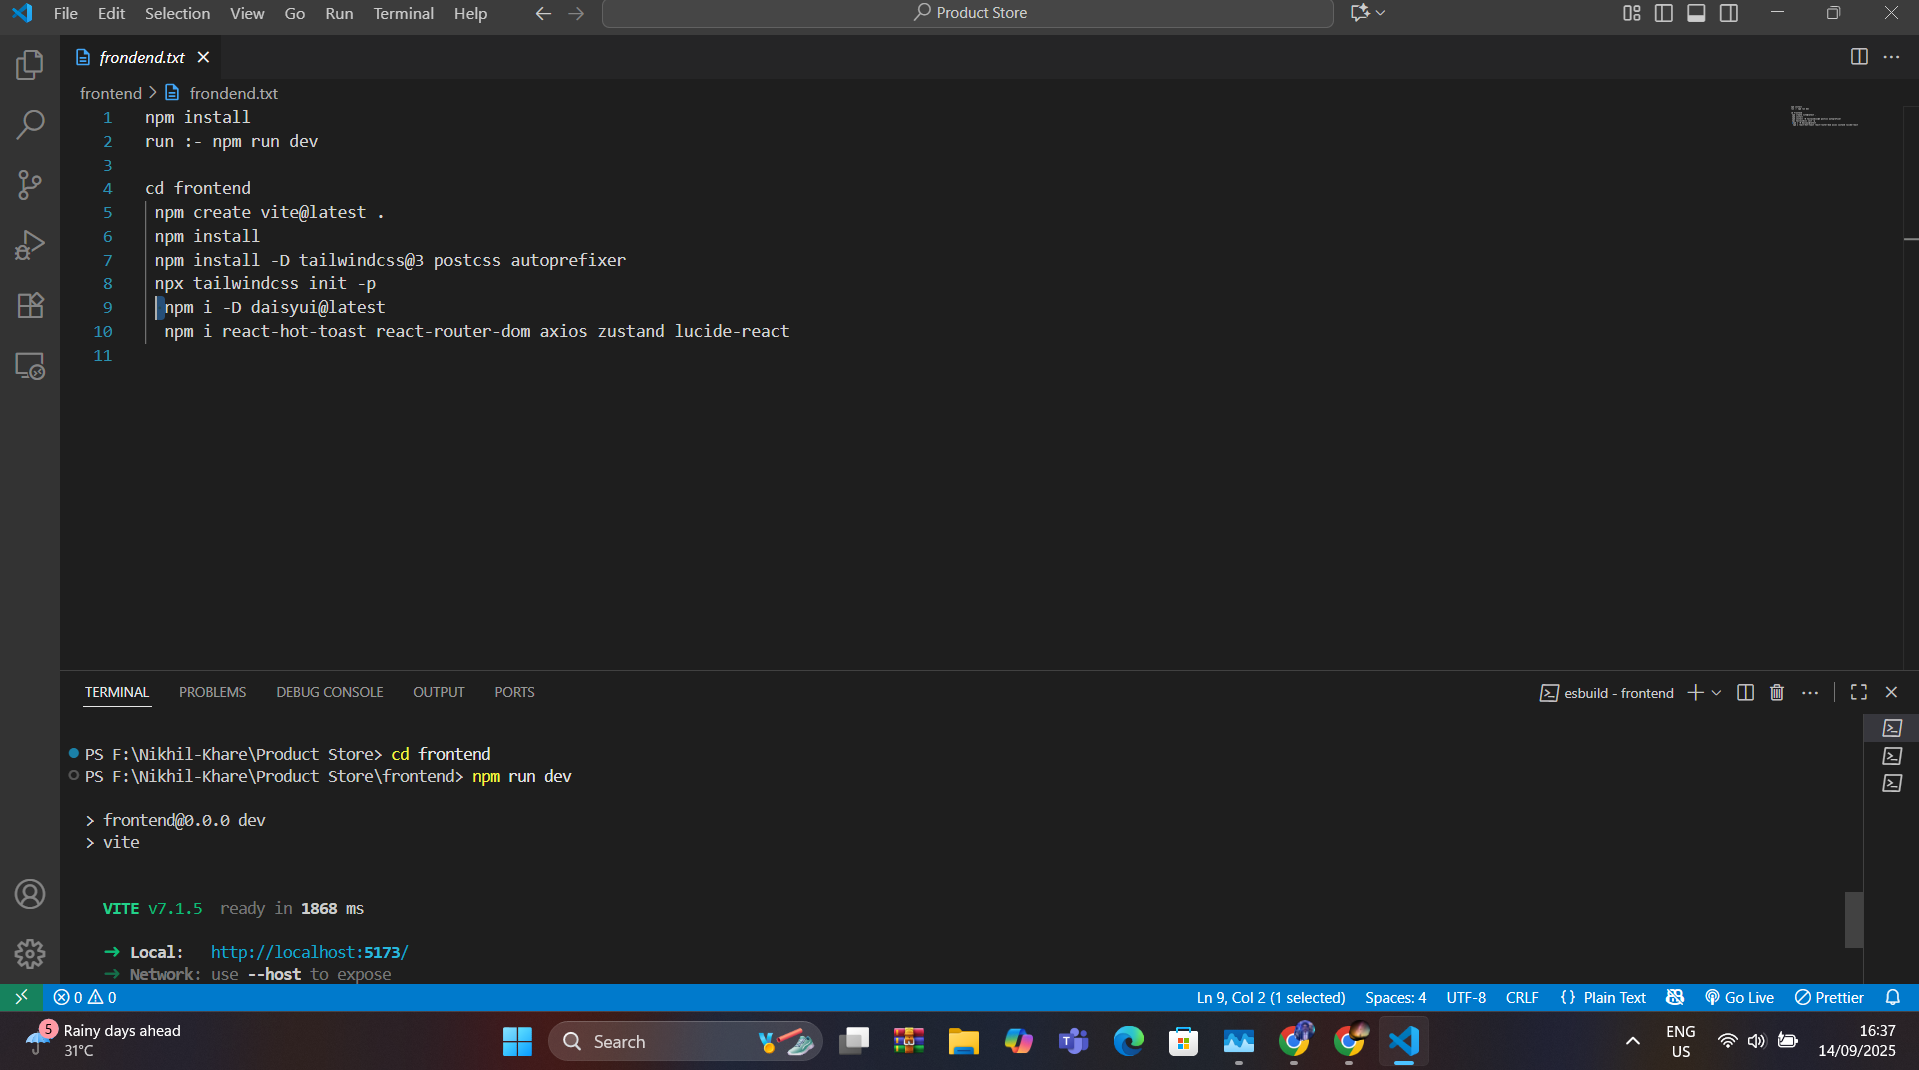 File Edit Selection View Go Run Terminal Help
Product Store
frondend.txt
frontend > frondend.txt
1 npm install
2 run :- npm run dev
3
4 cd frontend
5 npm create vite@latest .
6 npm install
7 npm install -D tailwindcss@3 postcss autoprefixer
8 npx tailwindcss init -p
9 npm i -D daisyui@latest
10 npm i react-hot-toast react-router-dom axios zustand lucide-react
11
TERMINAL PROBLEMS DEBUG CONSOLE OUTPUT PORTS
esbuild - frontend
PS F:\Nikhil-Khare\Product Store> cd frontend
PS F:\Nikhil-Khare\Product Store\frontend> npm run dev
> frontend@0.0.0 dev
> vite
VITE v7.1.5 ready in 1868 ms
➜ Local: http://localhost:5173/
➜ Network: use --host to expose
0 0
Ln 9, Col 2 (1 selected) Spaces: 4 UTF-8 CRLF {} Plain Text Go Live Prettier
5
Rainy days ahead
31°C
Search
ENG
US
16:37
14/09/2025